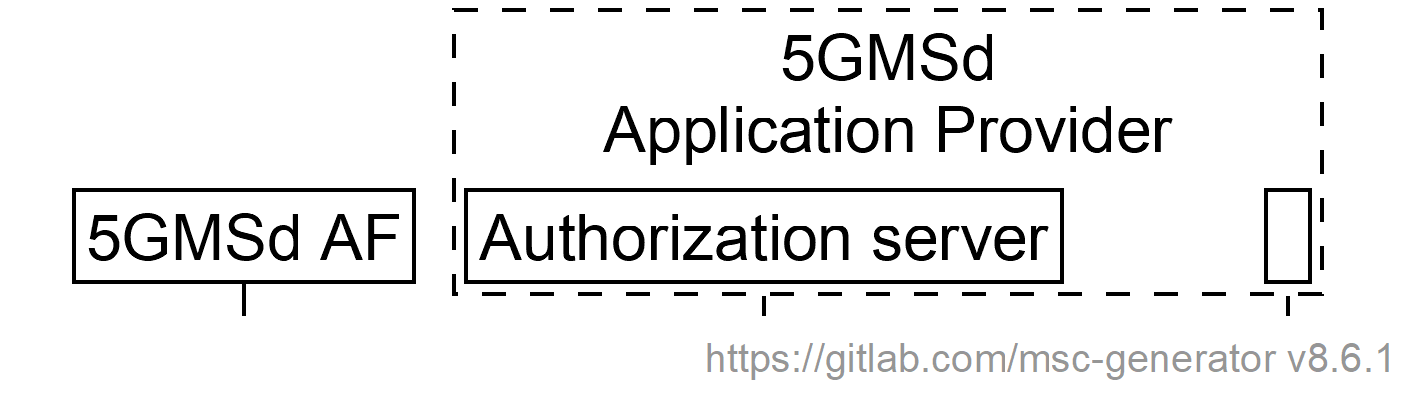 5GMSd
Application Provider
5GMSd AF
Authorization server
https://gitlab.com/msc-generator v8.6.1